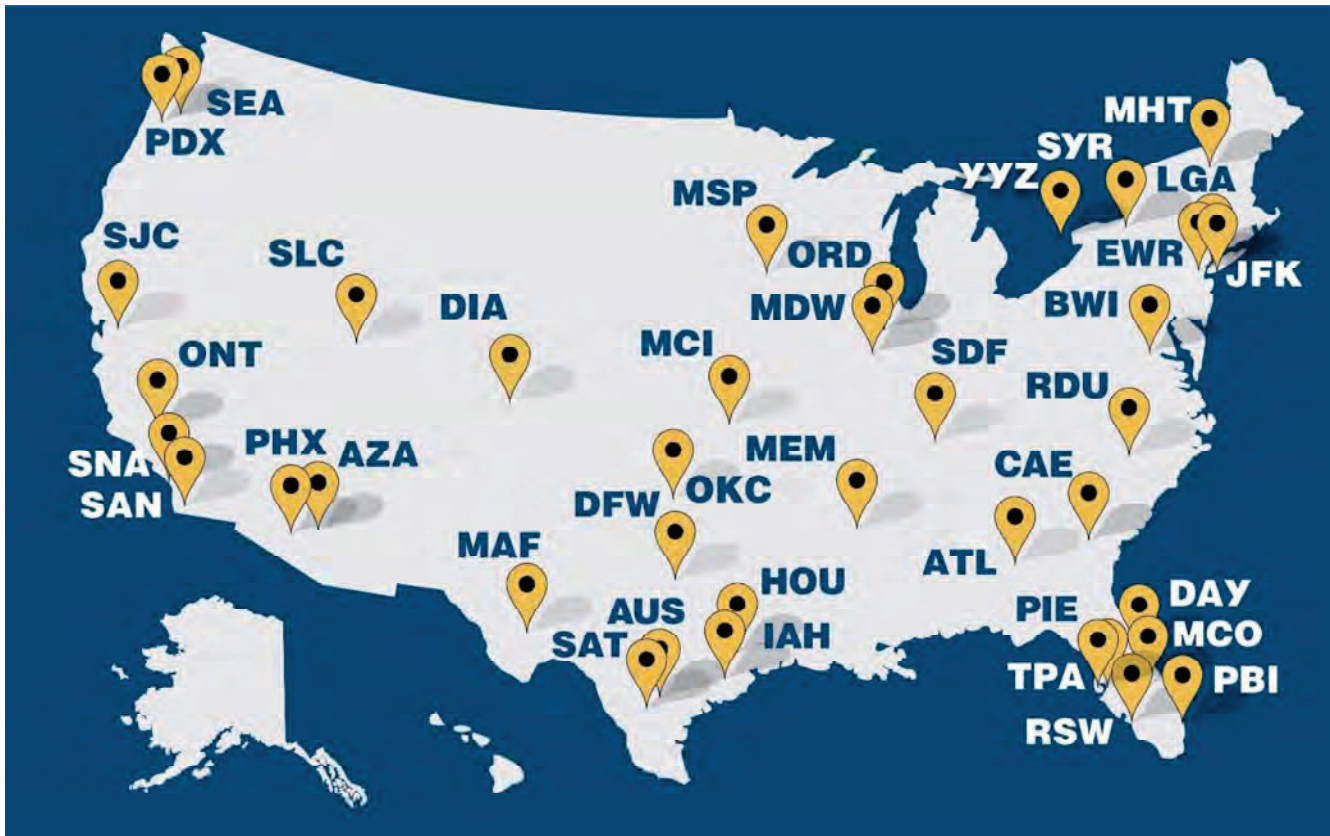 SEA
PDX
MHT
SYR
YYZ
LGA
MSP
SJC
SLC
ORD
EWR
JFK
DIA
MDW
BWI
ONT
MCI
SDF
RDU
PHX
AZA
MEM
CAE
SNA
SAN
DFW
OKC
MAF
ATL
HOU
AUS
IAH
SAT
PIE
DAY
MCO
TPA
PBI
RSW